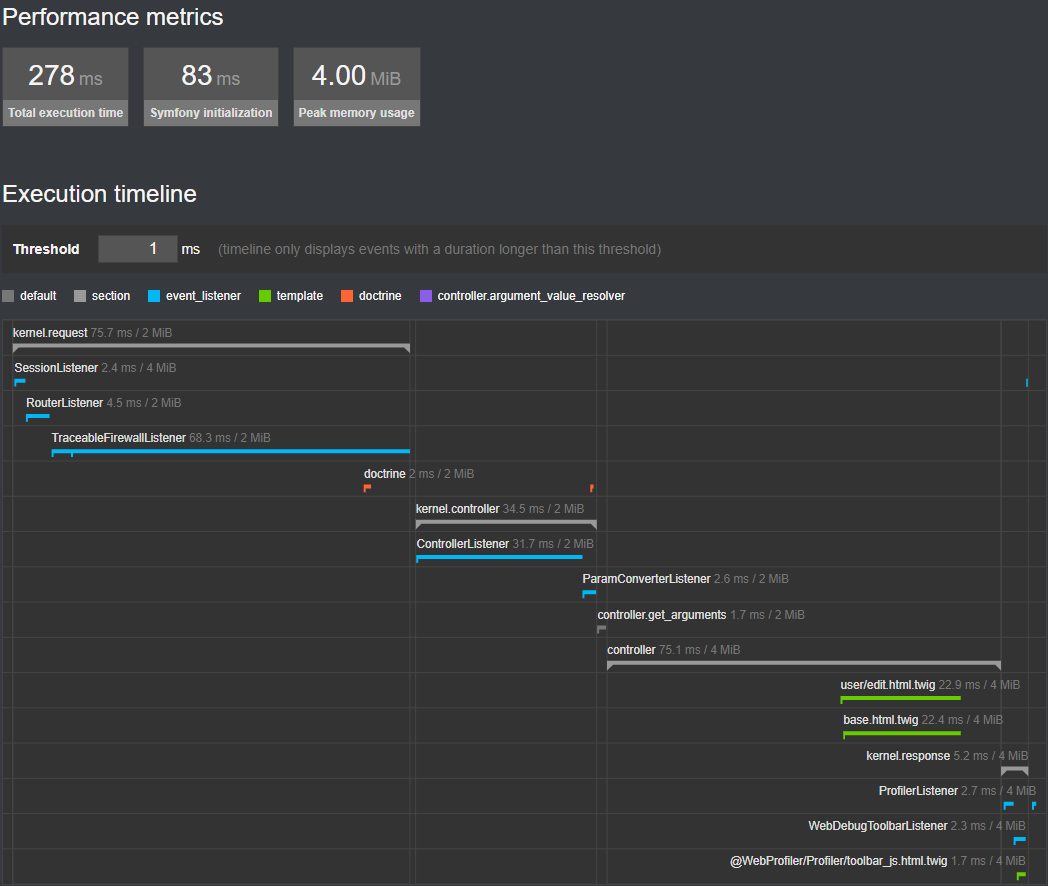 Performance metrics
278 ms 83 ms 4.00 MiB
Total execution time Symfony initialization Peak memory usage
Execution timeline
Threshold 1 ms (timeline only displays events with a duration longer than this threshold)
default section event_listener template doctrine controller.argument_value_resolver
kernel.request 75.7 ms / 2 MiB
SessionListener 2.4 ms / 4 MiB
RouterListener 4.5 ms / 2 MiB
TraceableFirewallListener 68.3 ms / 2 MiB
doctrine 2 ms / 2 MiB
kernel.controller 34.5 ms / 2 MiB
ControllerListener 31.7 ms / 2 MiB
ParamConverterListener 2.6 ms / 2 MiB
controller.get_arguments 1.7 ms / 2 MiB
controller 75.1 ms / 4 MiB
user/edit.html.twig 22.9 ms / 4 MiB
base.html.twig 22.4 ms / 4 MiB
kernel.response 5.2 ms / 4 MiB
ProfilerListener 2.7 ms / 4 MiB
WebDebugToolbarListener 2.3 ms / 4 MiB
@WebProfiler/Profiler/toolbar_js.html.twig 1.7 ms / 4 MiB